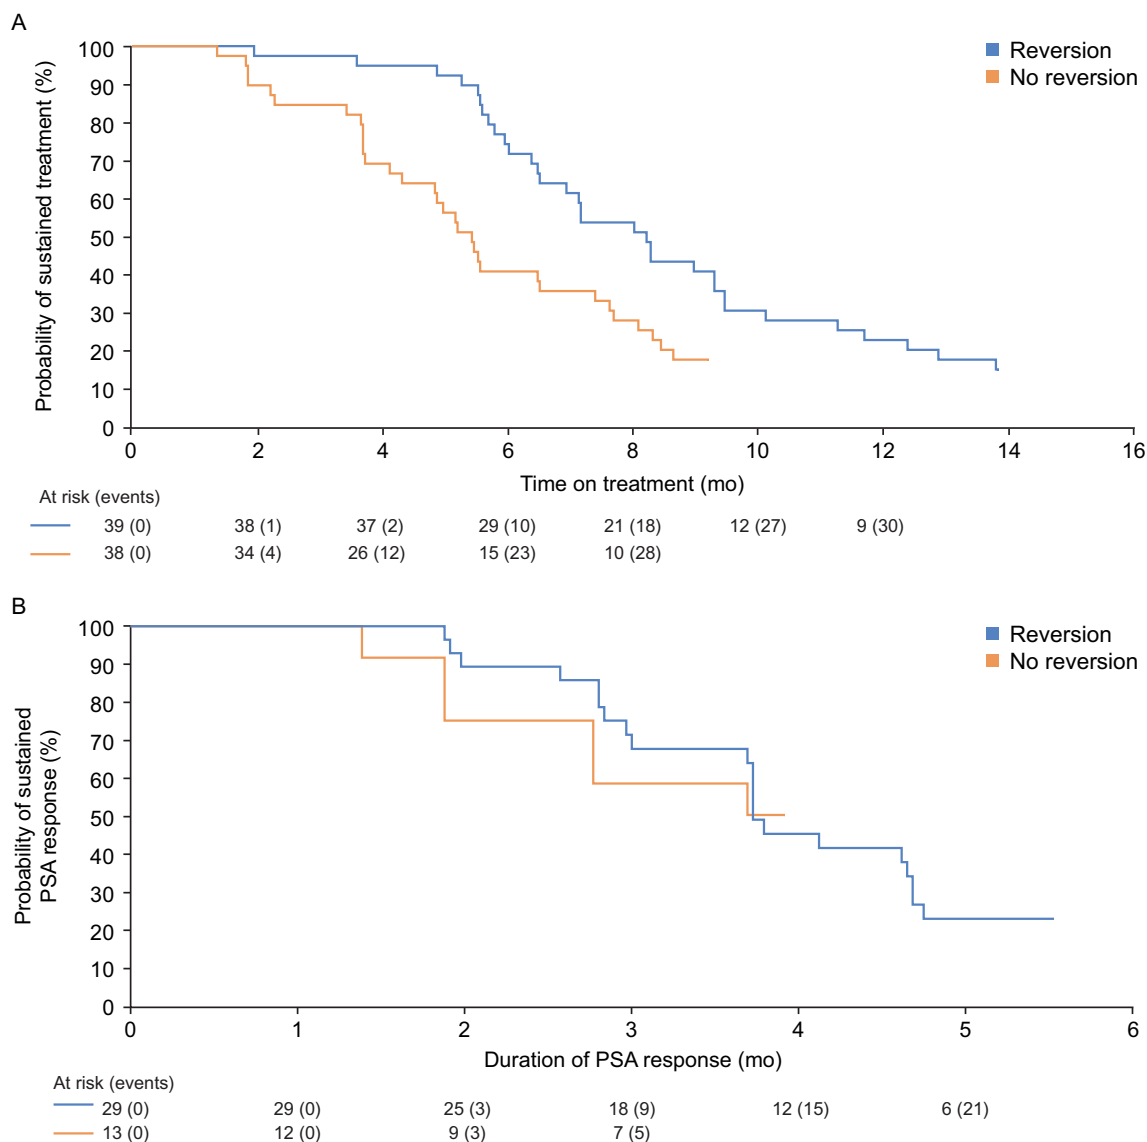 A
Probability of sustained treatment (%)
100
90
80
70
60
50
40
30
20
10
0
Reversion
No reversion
0 2 4 6 8 10 12 14 16
Time on treatment (mo)
At risk (events)
39 (0) 38 (1) 37 (2) 29 (10) 21 (18) 12 (27) 9 (30)
38 (0) 34 (4) 26 (12) 15 (23) 10 (28)
B
Probability of sustained
PSA response (%)
100
90
80
70
60
50
40
30
20
10
0
Reversion
No reversion
0 1 2 3 4 5 6
Duration of PSA response (mo)
At risk (events)
29 (0) 29 (0) 25 (3) 18 (9) 12 (15) 6 (21)
13 (0) 12 (0) 9 (3) 7 (5)